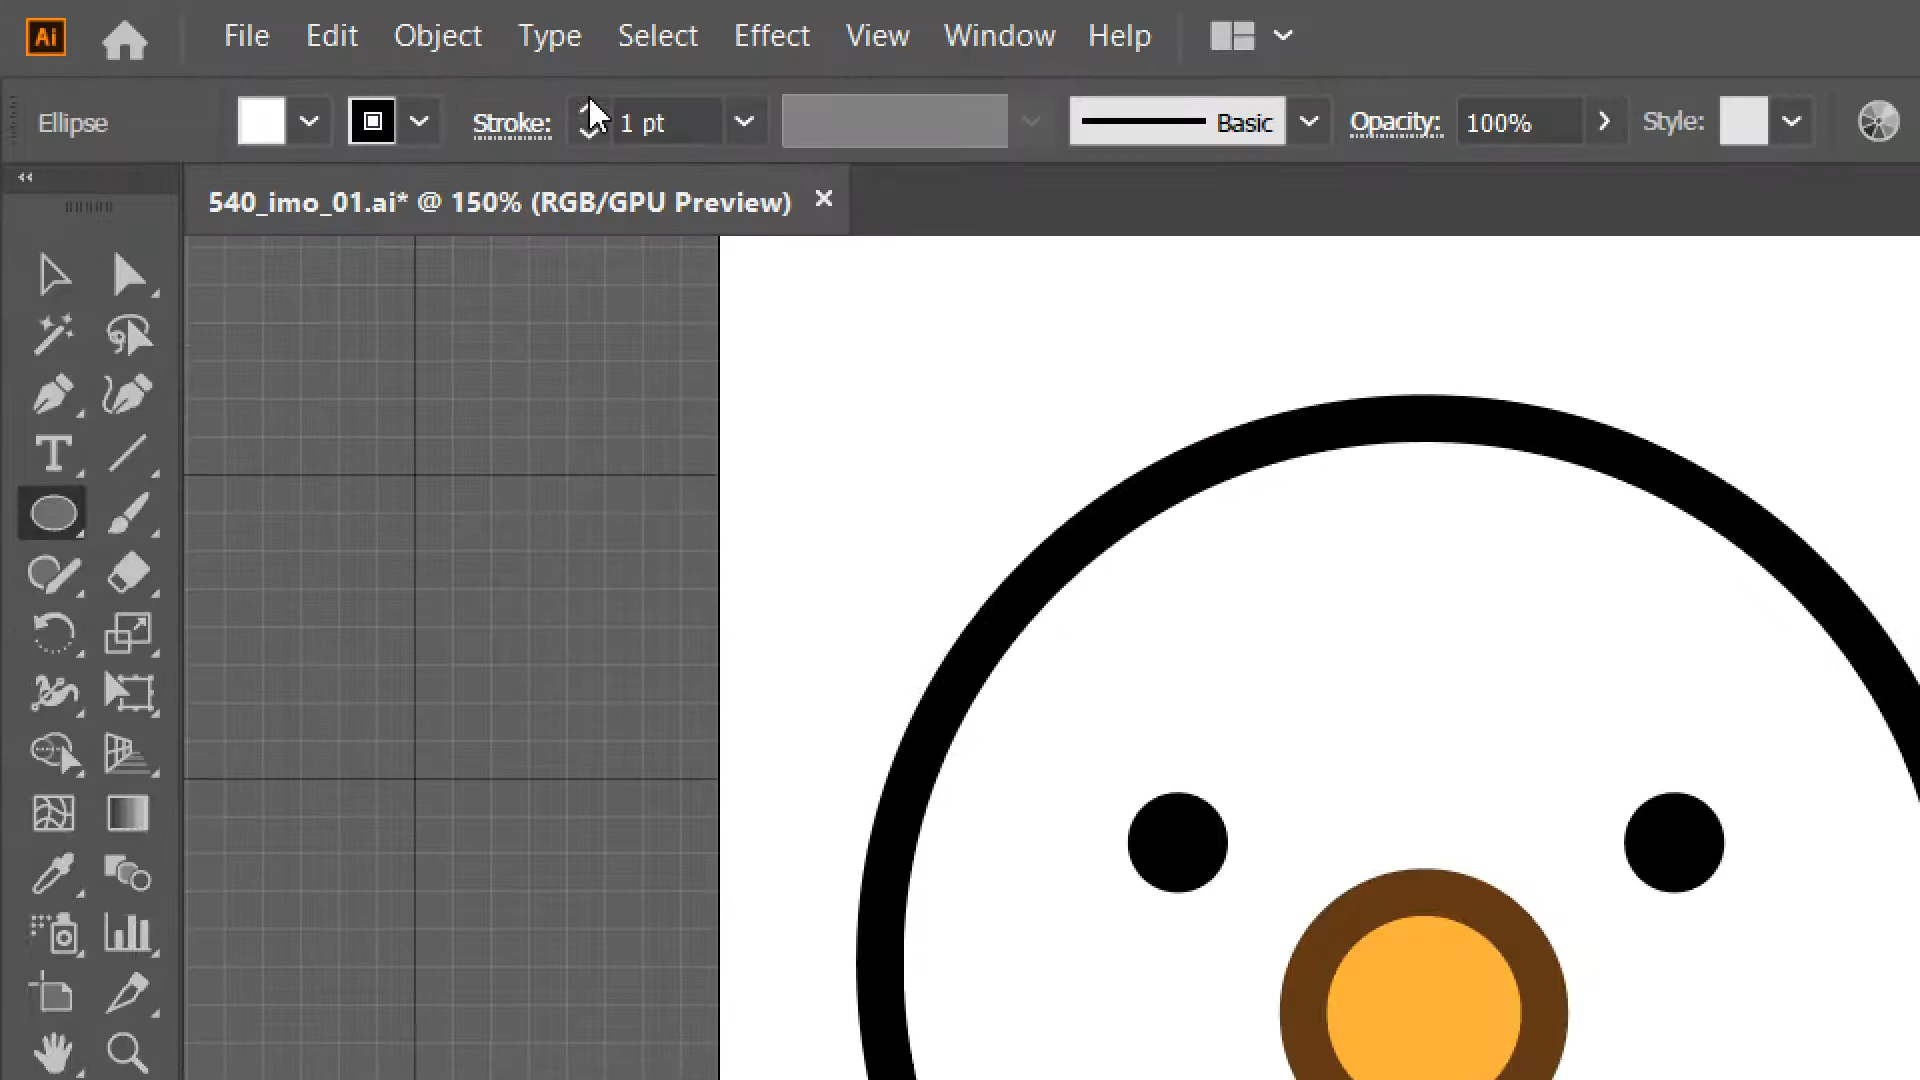 Ai File Edit Object Type Select Effect View Window Help
Ellipse Stroke: 1 pt Basic Opacity: 100% Style:
540_imo_01.ai* @ 150% (RGB/GPU Preview) ×
T